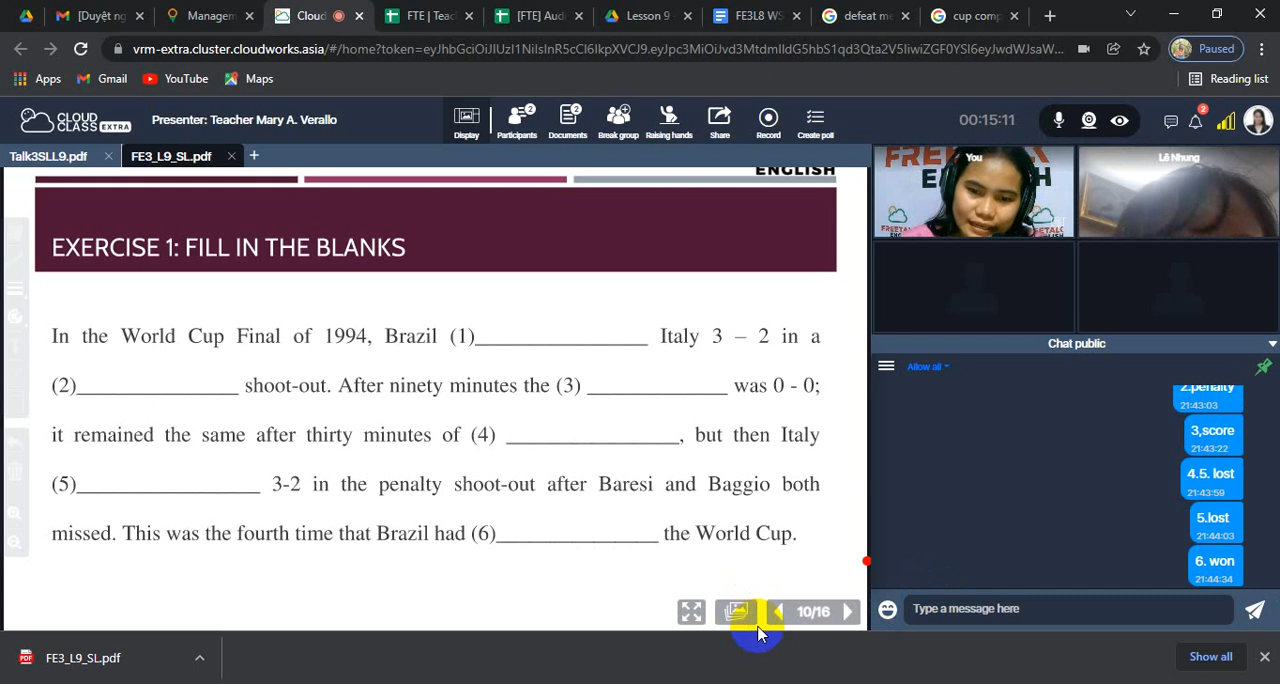 [Duyệt ng
Managem
Cloud
FTE | Teac
[FTE] Aud
Lesson 9 -
FE3L8 WS
defeat me
cup comp
vrm-extra.cluster.cloudworks.asia/#/home?token=eyJhbGciOiJIUzI1NiIsInR5cCI6IkpXVCJ9.eyJpc3MiOiJvd3MtdmlldG5hbS1qd3Qta2V5IiwiZGF0YSI6eyJwdWJsaW...
Paused
Apps
Gmail
YouTube
Maps
Reading list
CLOUD
CLASS EXTRA
Presenter: Teacher Mary A. Verallo
Display
2
Participants
2
Documents
Break group
Raising hands
Share
Record
Create poll
00:15:11
2
Talk3SLL9.pdf
FE3_L9_SL.pdf
ENGLISH
EXERCISE 1: FILL IN THE BLANKS
In the World Cup Final of 1994, Brazil (1)________________ Italy 3 – 2 in a
(2)_______________ shoot-out. After ninety minutes the (3) _____________ was 0 - 0;
it remained the same after thirty minutes of (4) ________________, but then Italy
(5)_________________ 3-2 in the penalty shoot-out after Baresi and Baggio both
missed. This was the fourth time that Brazil had (6)_______________ the World Cup.
10/16
You
Lê Nhung
Chat public
Allow all
2.penalty
21:43:03
3,score
21:43:22
4.5. lost
21:43:59
5.lost
21:44:03
6. won
21:44:34
Type a message here
FE3_L9_SL.pdf
Show all